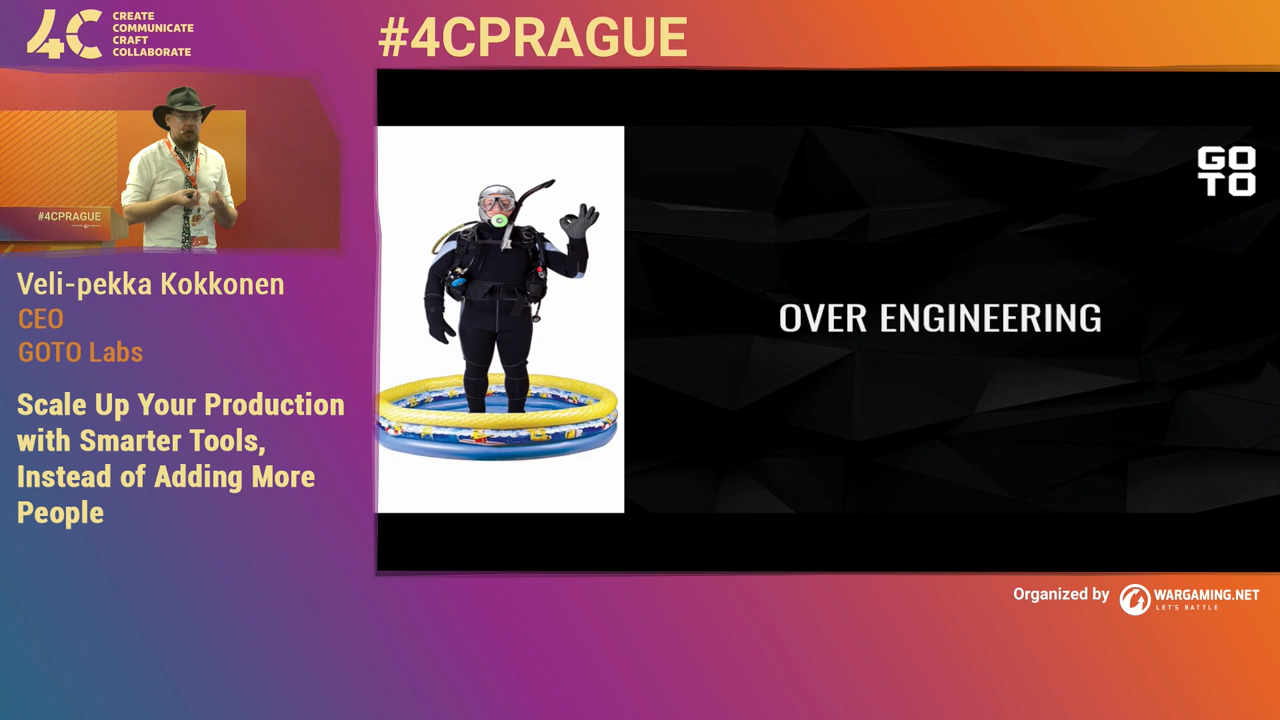 4C
CREATE
COMMUNICATE
CRAFT
COLLABORATE
#4CPRAGUE
#4CPRAGUE
Veli-pekka Kokkonen
CEO
GOTO Labs
Scale Up Your Production
with Smarter Tools,
Instead of Adding More
People
GO
TO
OVER ENGINEERING
Organized by
WARGAMING.NET
LET'S BATTLE